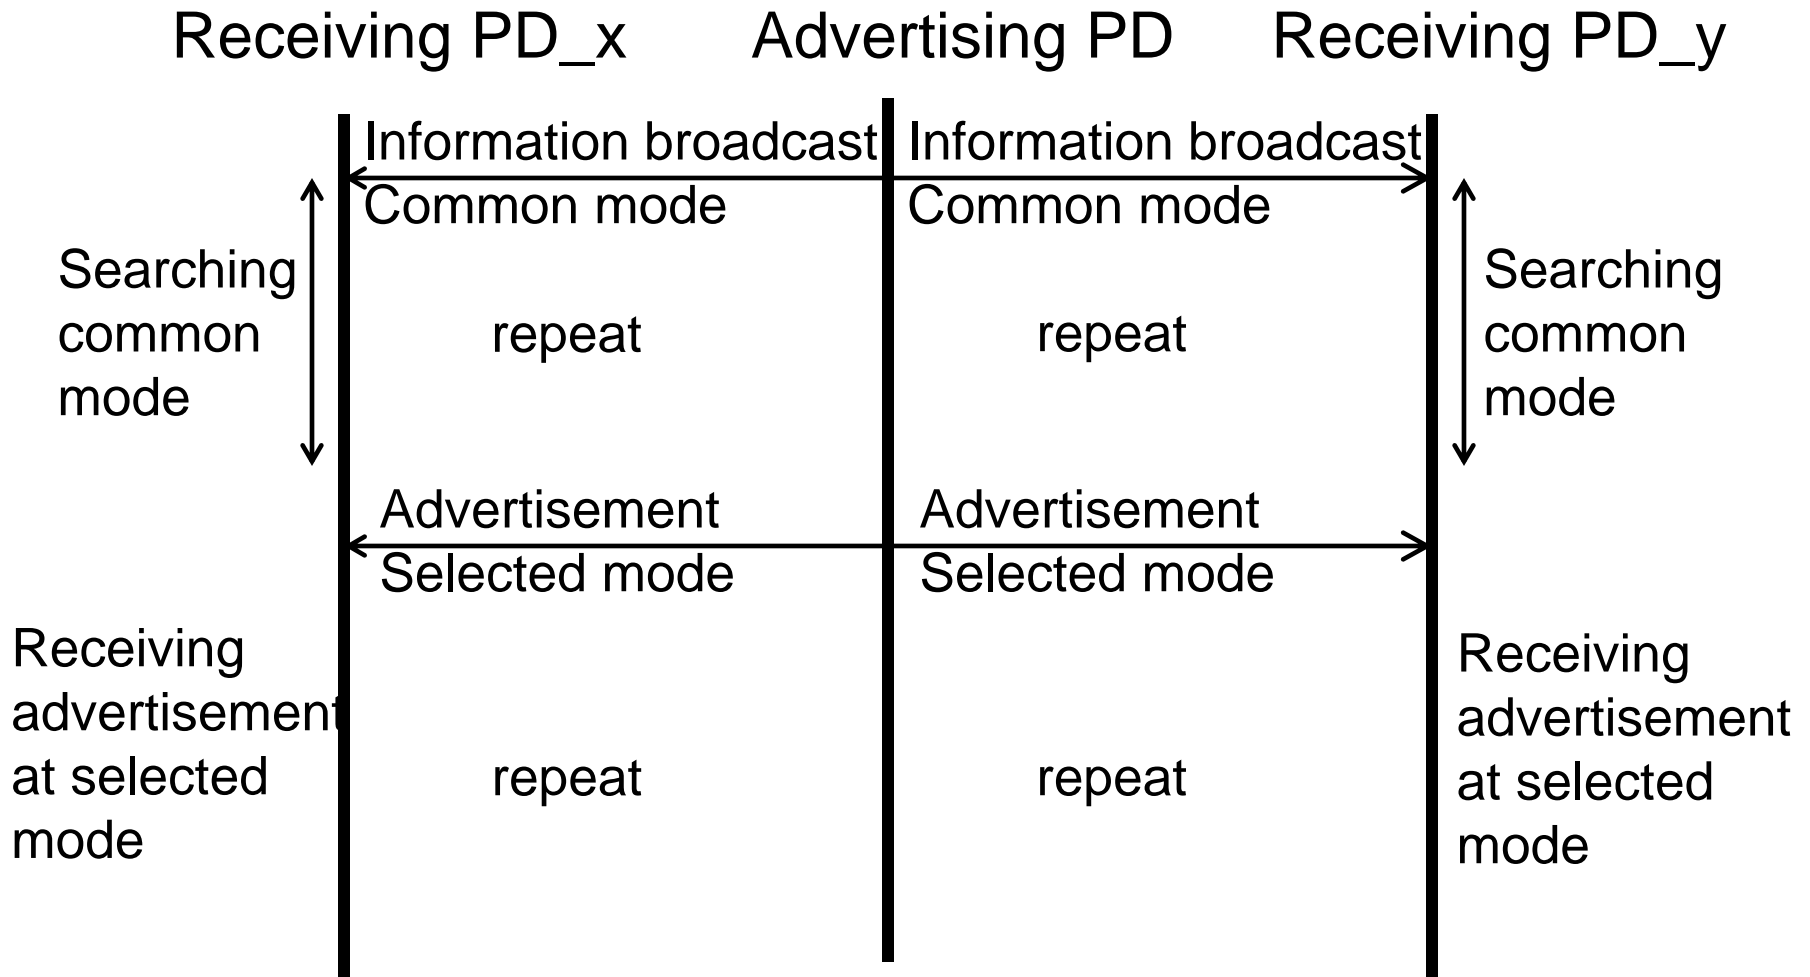 Receiving PD_x
Advertising PD
Receiving PD_y
Information broadcast
Information broadcast
Common mode
Common mode
Searching
common
mode
repeat
repeat
Searching
common
mode
Advertisement
Advertisement
Selected mode
Selected mode
Receiving
advertisement
at selected
mode
repeat
repeat
Receiving
advertisement
at selected
mode